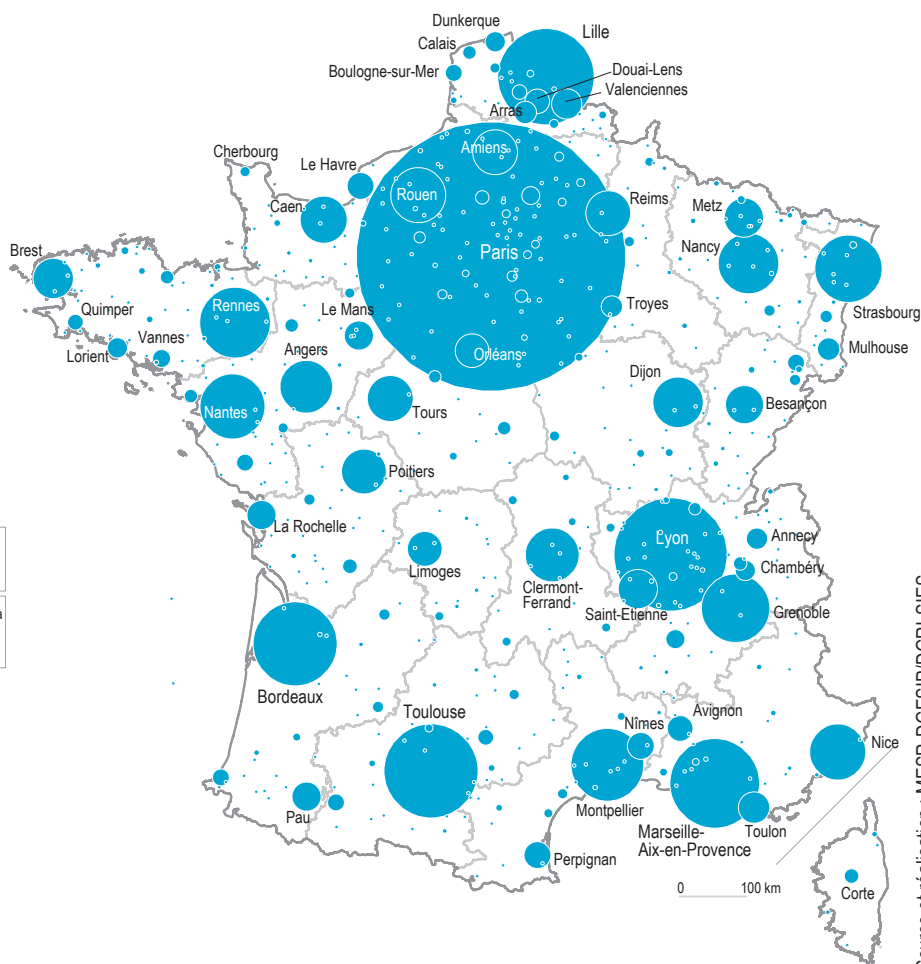 Dunkerque
Lille
Calais
Boulogne-sur-Mer
Douai-Lens
Valenciennes
Arras
Amiens
Cherbourg
Le Havre
Rouen
Caen
Reims
Metz
Brest
Paris
Nancy
Quimper
Rennes
Le Mans
Troyes
Strasbourg
Vannes
Lorient
Angers
Orléans
Mulhouse
Dijon
Nantes
Tours
Besançon
Poitiers
La Rochelle
Lyon
Annecy
Limoges
Chambéry
Clermont-
Ferrand
Saint-Etienne
Grenoble
Bordeaux
Toulouse
Avignon
Nîmes
Nice
Pau
Montpellier
Marseille-
Aix-en-Provence
Toulon
Perpignan
0 100 km
Corte
a